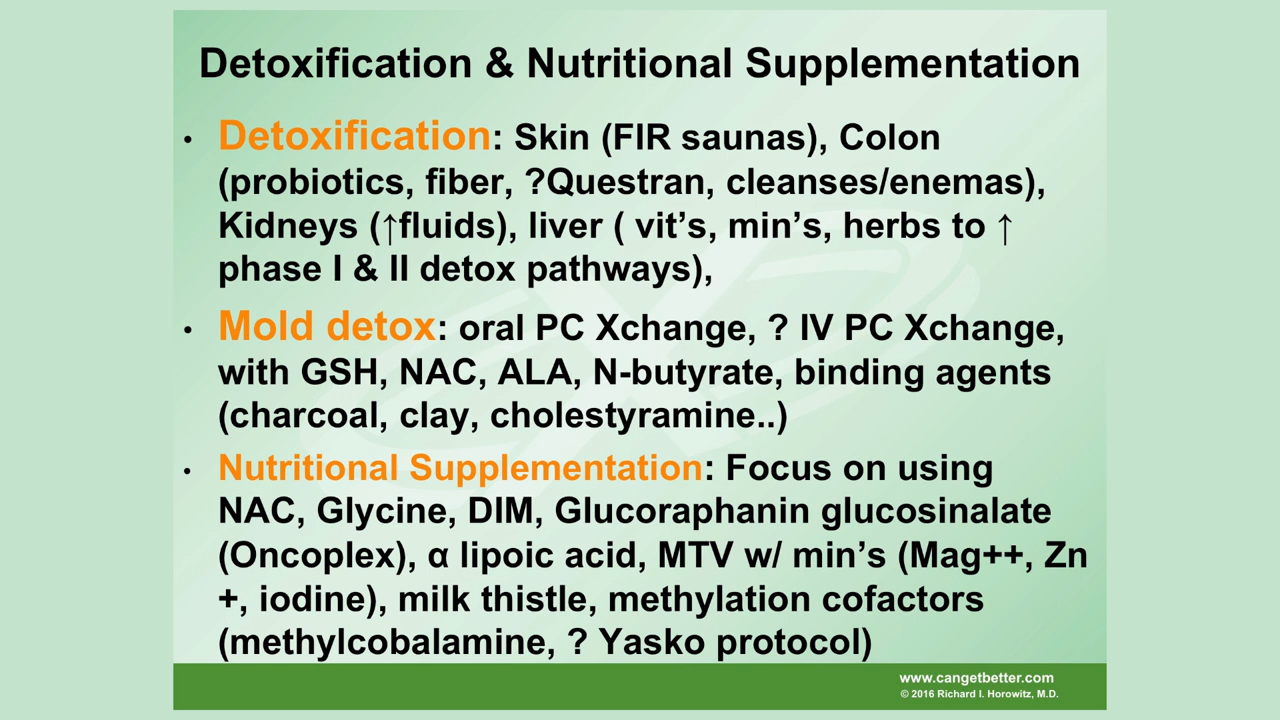 Detoxification & Nutritional Supplementation
• Detoxification: Skin (FIR saunas), Colon
(probiotics, fiber, ?Questran, cleanses/enemas),
Kidneys (↑fluids), liver ( vit’s, min’s, herbs to ↑
phase I & II detox pathways),
• Mold detox: oral PC Xchange, ? IV PC Xchange,
with GSH, NAC, ALA, N-butyrate, binding agents
(charcoal, clay, cholestyramine..)
• Nutritional Supplementation: Focus on using
NAC, Glycine, DIM, Glucoraphanin glucosinalate
(Oncoplex), α lipoic acid, MTV w/ min’s (Mag++, Zn
+, iodine), milk thistle, methylation cofactors
(methylcobalamine, ? Yasko protocol)
www.cangetbetter.com
© 2016 Richard I. Horowitz, M.D.